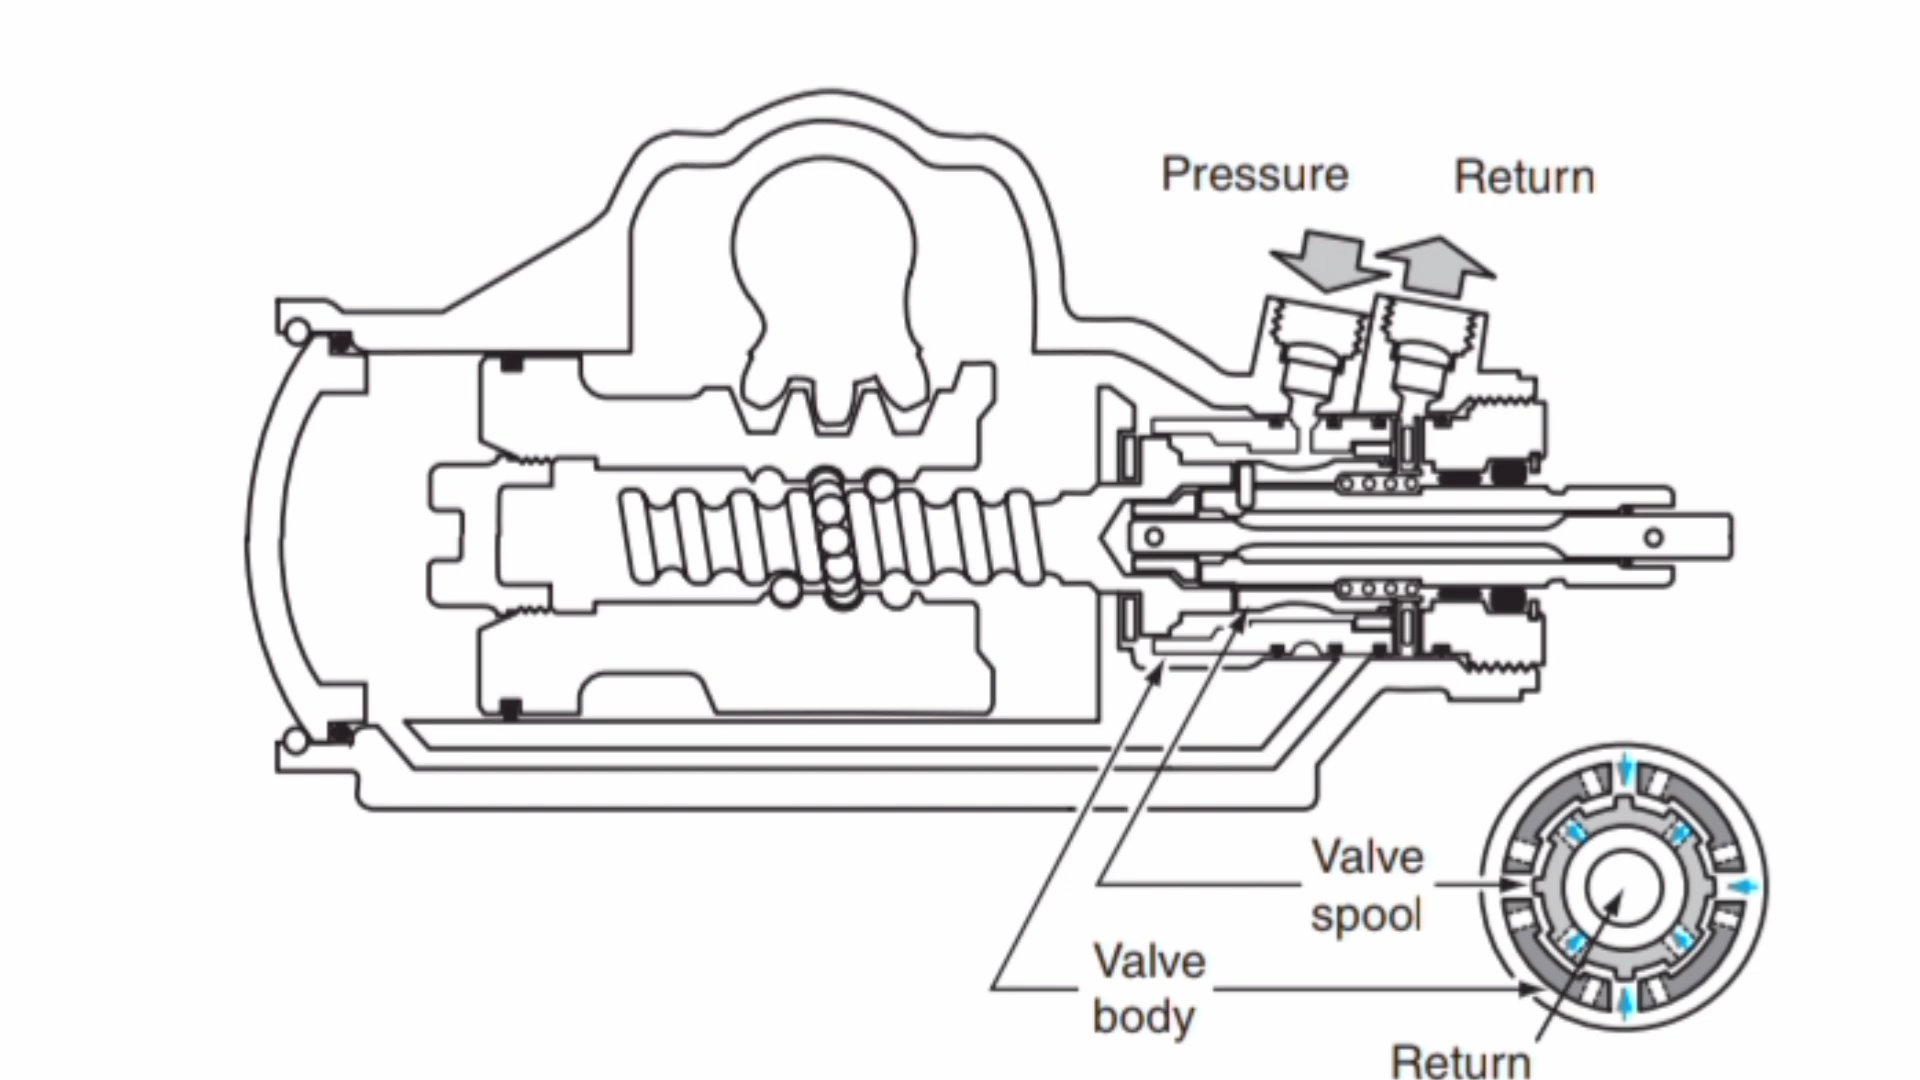 Pressure
Return
Valve
spool
Valve
body
Return